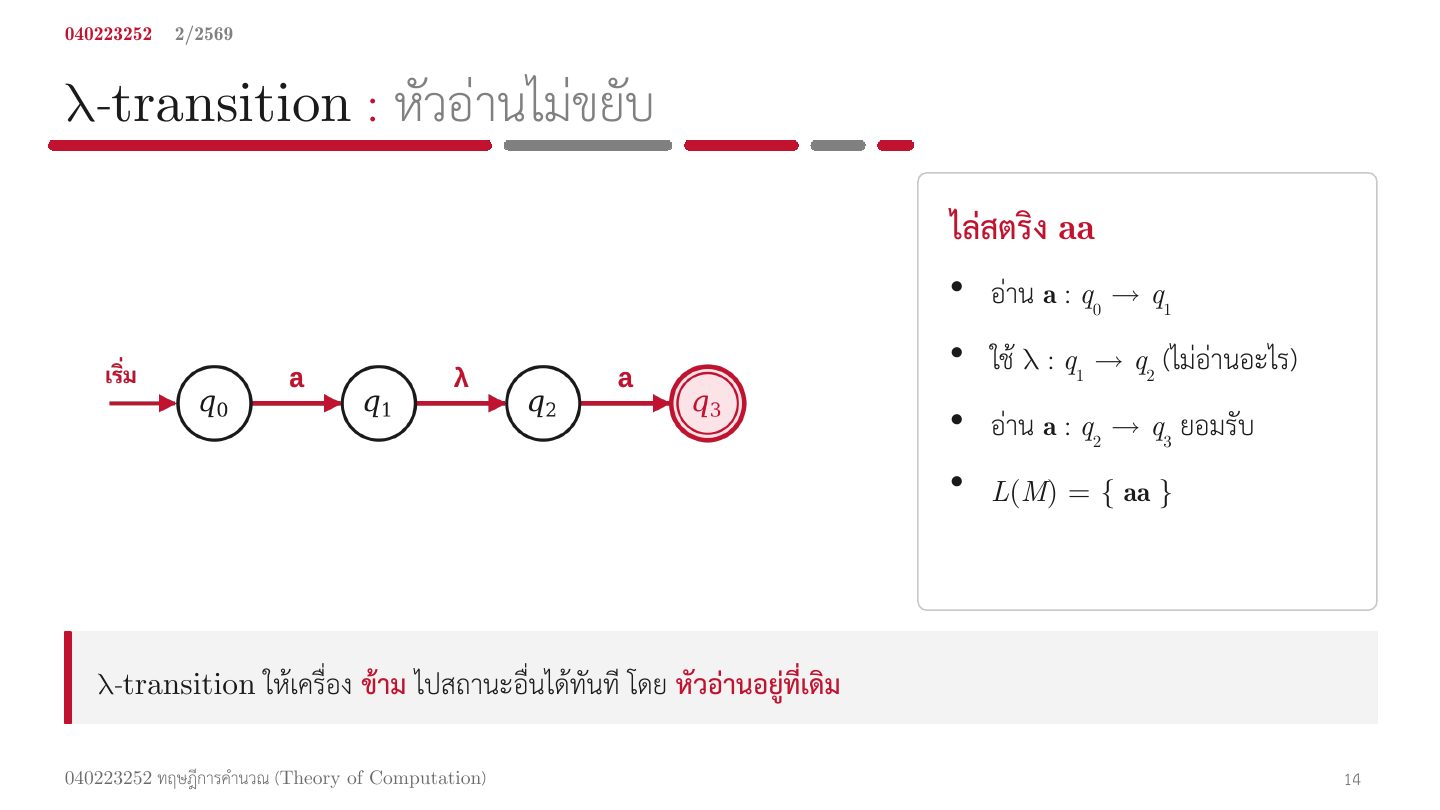 040223252 2/2569
λ-transition : หัวอ่านไม่ขยับ
เริ่ม
q0
a
q1
λ
q2
a
q3
ไล่สตริง aa
• อ่าน a : q0 → q1
• ใช้ λ : q1 → q2 (ไม่อ่านอะไร)
• อ่าน a : q2 → q3 ยอมรับ
• L(M) = { aa }
λ-transition ให้เครื่อง ข้าม ไปสถานะอื่นได้ทันที โดย หัวอ่านอยู่ที่เดิม
040223252 ทฤษฎีการคำนวณ (Theory of Computation)
14